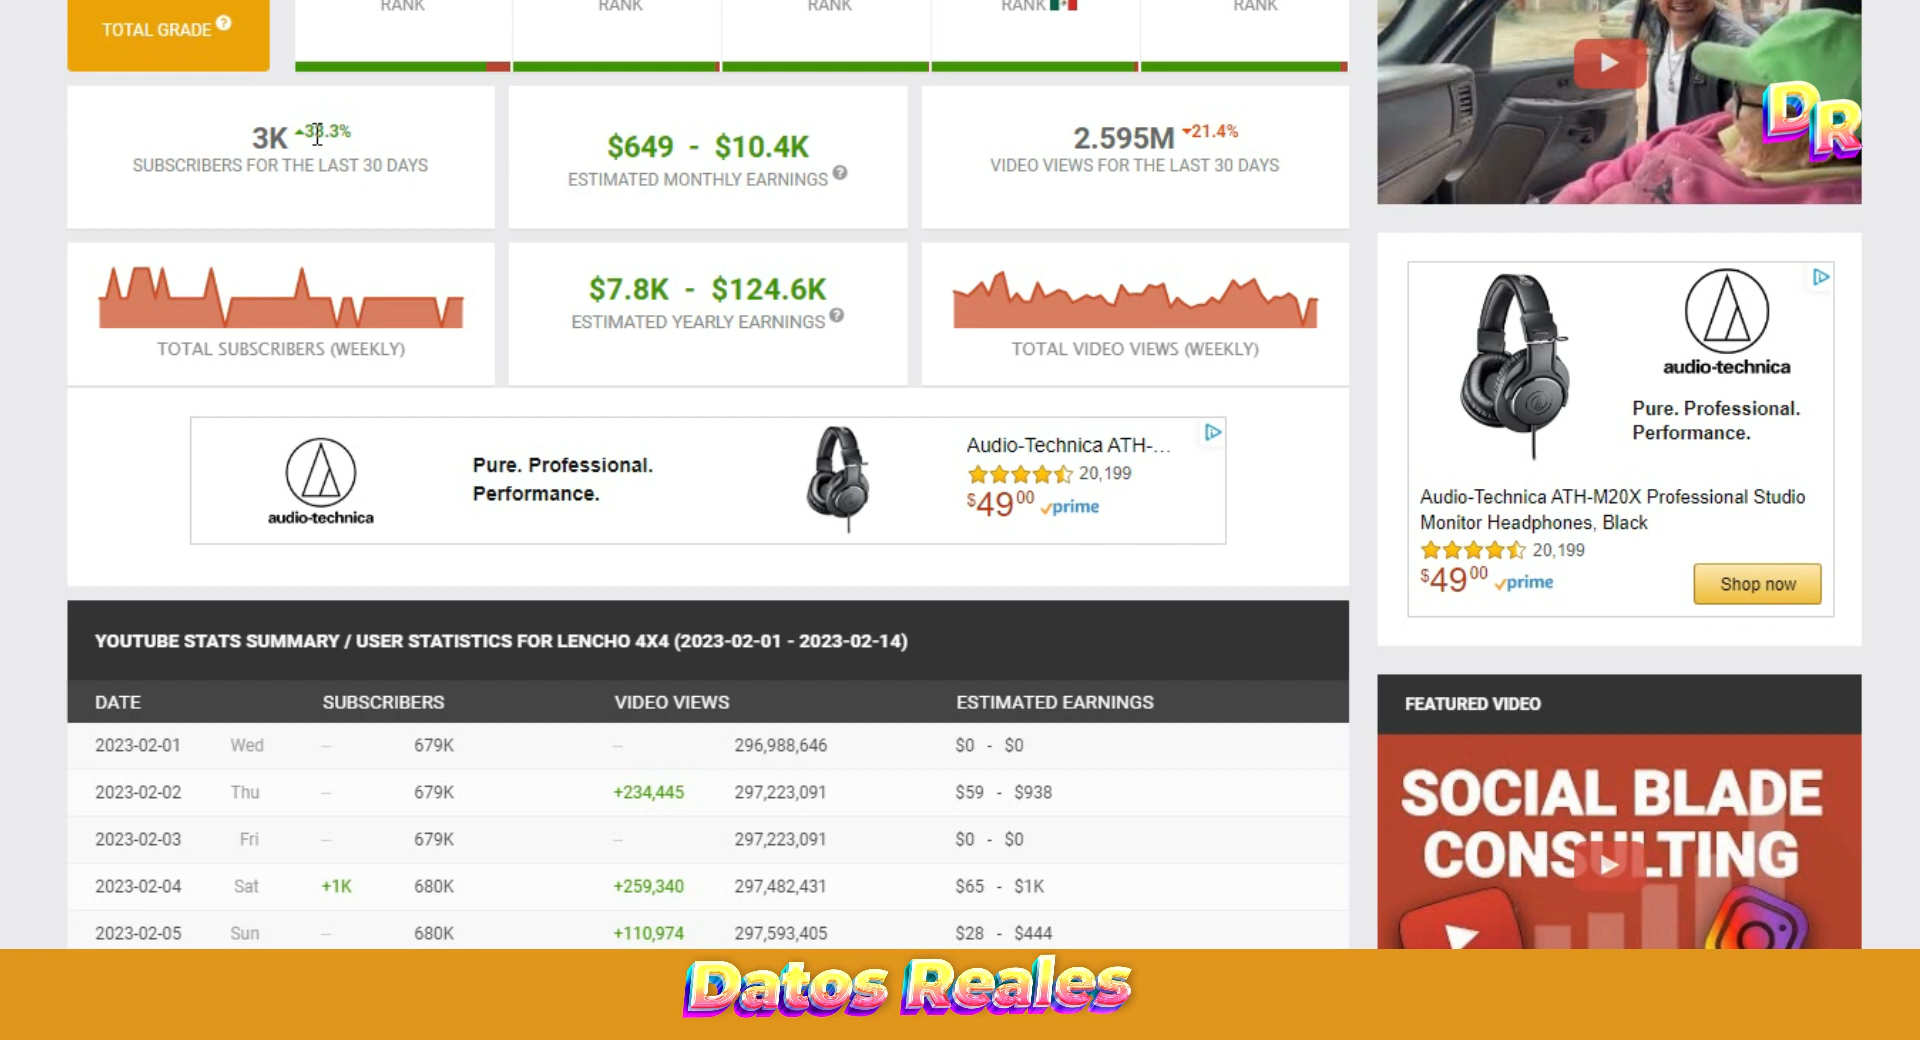 TOTAL GRADE ?
RANK
RANK
RANK
RANK
RANK
3K
SUBSCRIBERS FOR THE LAST 30 DAYS
$649 - $10.4K
ESTIMATED MONTHLY EARNINGS ?
2.595M 21.4%
VIDEO VIEWS FOR THE LAST 30 DAYS
DR
TOTAL SUBSCRIBERS (WEEKLY)
$7.8K - $124.6K
ESTIMATED YEARLY EARNINGS ?
TOTAL VIDEO VIEWS (WEEKLY)
audio-technica
Pure. Professional.
Performance.
Audio-Technica ATH-...
20,199
$49 00 prime
audio-technica
Pure. Professional.
Performance.
Audio-Technica ATH-M20X Professional Studio
Monitor Headphones, Black
20,199
$49 00 prime
Shop now
YOUTUBE STATS SUMMARY / USER STATISTICS FOR LENCHO 4X4 (2023-02-01 - 2023-02-14)
DATE SUBSCRIBERS VIDEO VIEWS ESTIMATED EARNINGS
2023-02-01 Wed -- 679K -- 296,988,646 $0 - $0
2023-02-02 Thu -- 679K +234,445 297,223,091 $59 - $938
2023-02-03 Fri -- 679K -- 297,223,091 $0 - $0
2023-02-04 Sat +1K 680K +259,340 297,482,431 $65 - $1K
2023-02-05 Sun -- 680K +110,974 297,593,405 $28 - $444
FEATURED VIDEO
SOCIAL BLADE
CONSULTING
Datos Reales